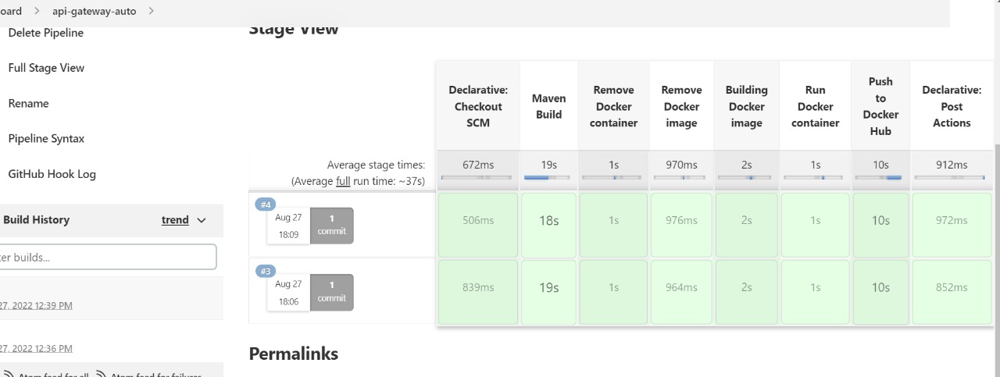 oard > api-gateway-auto >
Delete Pipeline
Full Stage View
Rename
Pipeline Syntax
GitHub Hook Log
Build History trend
ter builds...
27, 2022 12:39 PM
27, 2022 12:36 PM
Atom feed for all Atom feed for failures
Stage View
Declarative:
Checkout
SCM
Maven
Build
Remove
Docker
container
Remove
Docker
image
Building
Docker
image
Run
Docker
container
Push
to
Docker
Hub
Declarative:
Post
Actions
Average stage times:
(Average full run time: ~37s)
672ms 19s 1s 970ms 2s 1s 10s 912ms
#4
Aug 27
18:09
1
commit
506ms 18s 1s 976ms 2s 1s 10s 972ms
#3
Aug 27
18:06
1
commit
839ms 19s 1s 964ms 2s 1s 10s 852ms
Permalinks